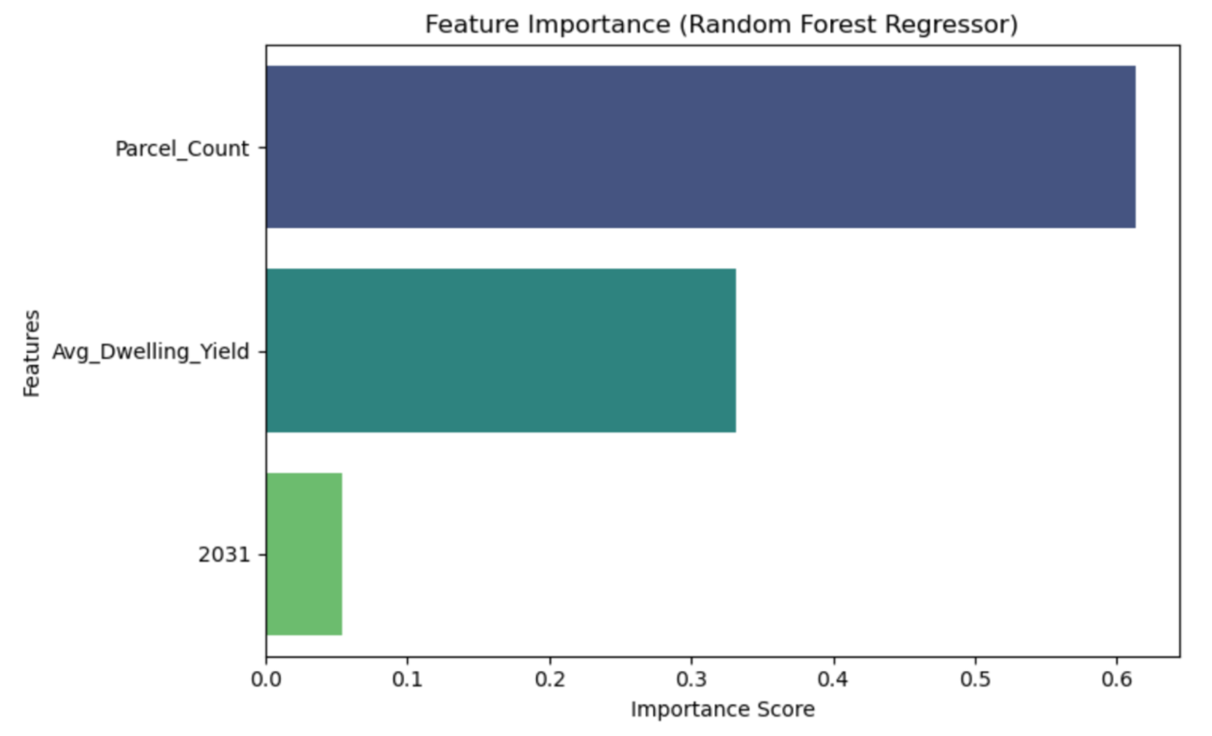 Feature Importance (Random Forest Regressor)
Parcel_Count
Avg_Dwelling_Yield
2031
Features
0.0 0.1 0.2 0.3 0.4 0.5 0.6
Importance Score